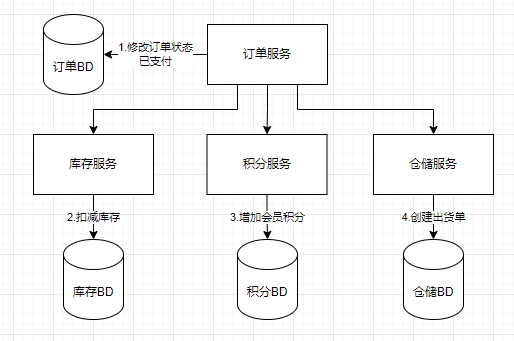 1.修改订单状态
已支付
订单服务
订单BD
库存服务
积分服务
仓储服务
2.扣减库存
3.增加会员积分
4.创建出货单
库存BD
积分BD
仓储BD